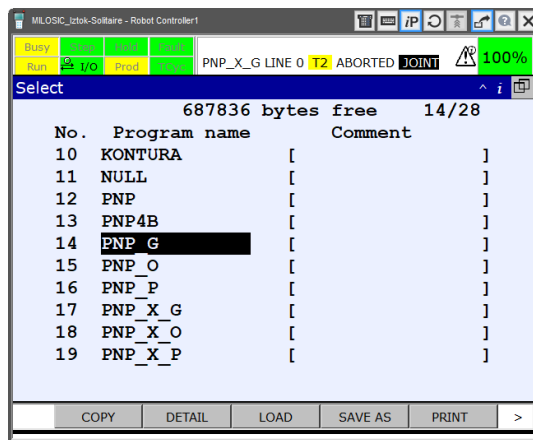 MILOSIC_Iztok-Solitaire - Robot Controller1
iP
Busy Step Hold Fault
Run I/O Prod TCyc
PNP_X_G LINE 0 T2 ABORTED JOINT 100%
Select
687836 bytes free 14/28
No. Program name Comment
10 KONTURA [ ]
11 NULL [ ]
12 PNP [ ]
13 PNP4B [ ]
14 PNP_G [ ]
15 PNP_O [ ]
16 PNP_P [ ]
17 PNP_X_G [ ]
18 PNP_X_O [ ]
19 PNP_X_P [ ]
COPY DETAIL LOAD SAVE AS PRINT >